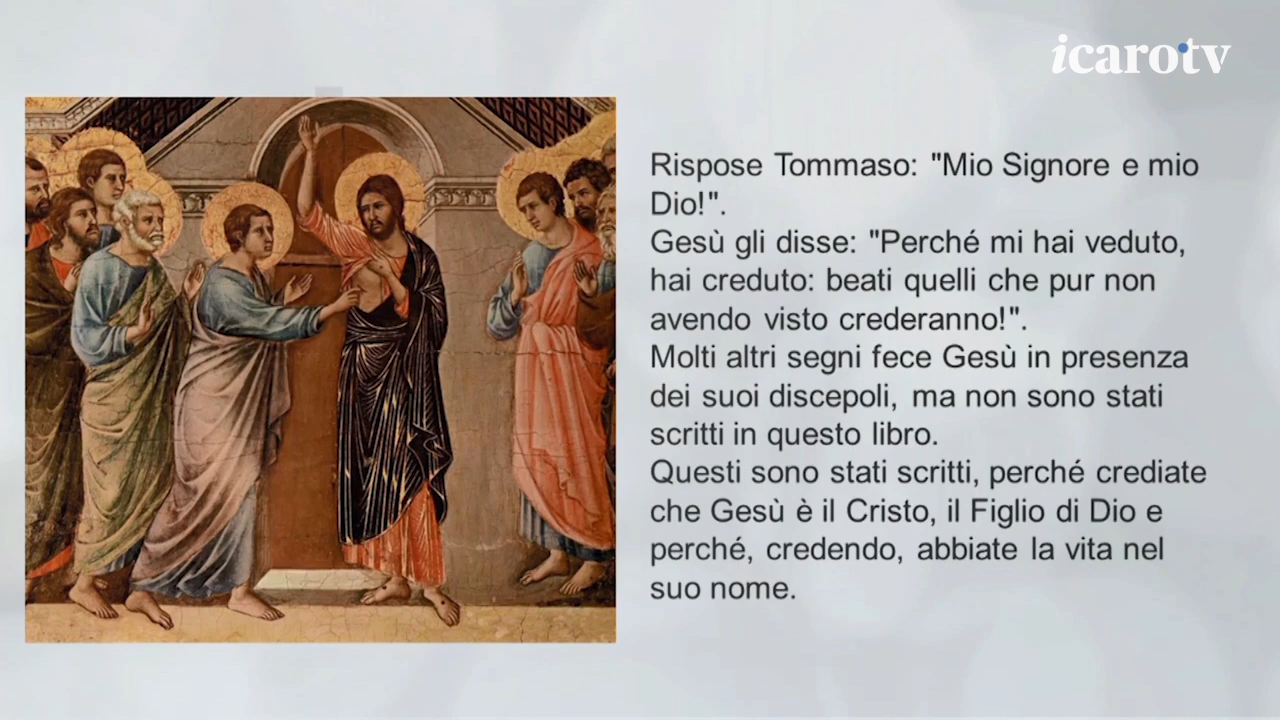 icarotv
Rispose Tommaso: "Mio Signore e mio
Dio!".
Gesù gli disse: "Perché mi hai veduto,
hai creduto: beati quelli che pur non
avendo visto crederanno!".
Molti altri segni fece Gesù in presenza
dei suoi discepoli, ma non sono stati
scritti in questo libro.
Questi sono stati scritti, perché crediate
che Gesù è il Cristo, il Figlio di Dio e
perché, credendo, abbiate la vita nel
suo nome.